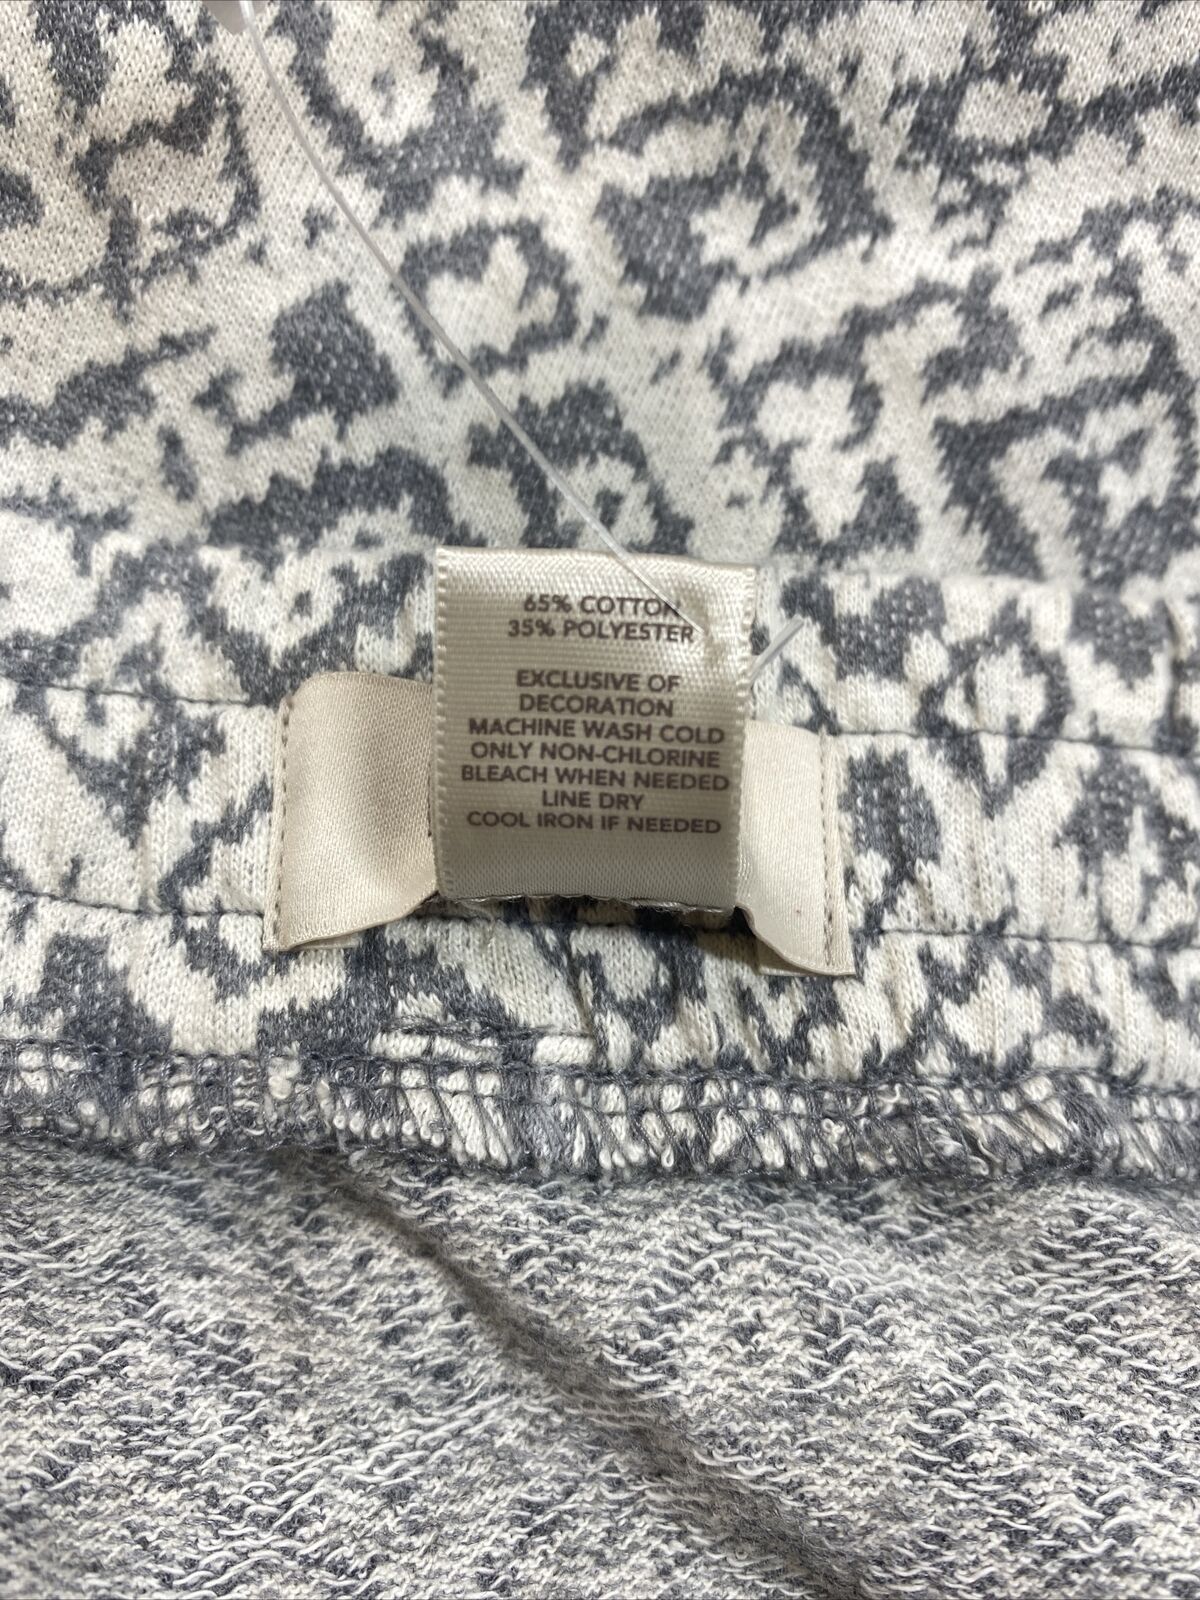 65% COTTON
35% POLYESTER
EXCLUSIVE OF
DECORATION
MACHINE WASH COLD
ONLY NON-CHLORINE
BLEACH WHEN NEEDED
LINE DRY
COOL IRON IF NEEDED